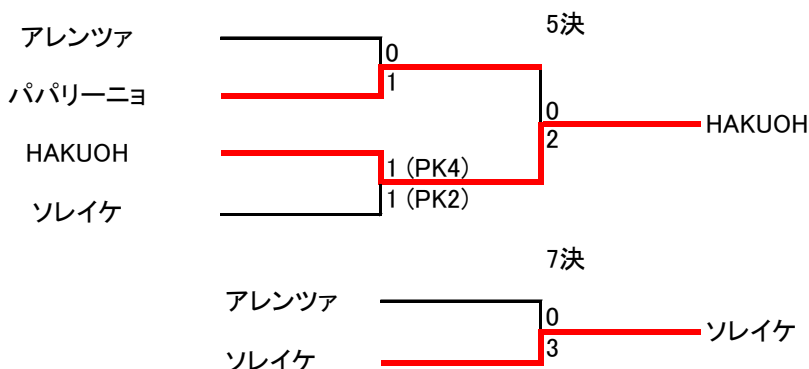 5決
アレンツァ
0
パパリーニョ
1
0
HAKUOH
2
HAKUOH
1 (PK4)
1 (PK2)
ソレイケ
7決
アレンツァ
0
ソレイケ
3
ソレイケ